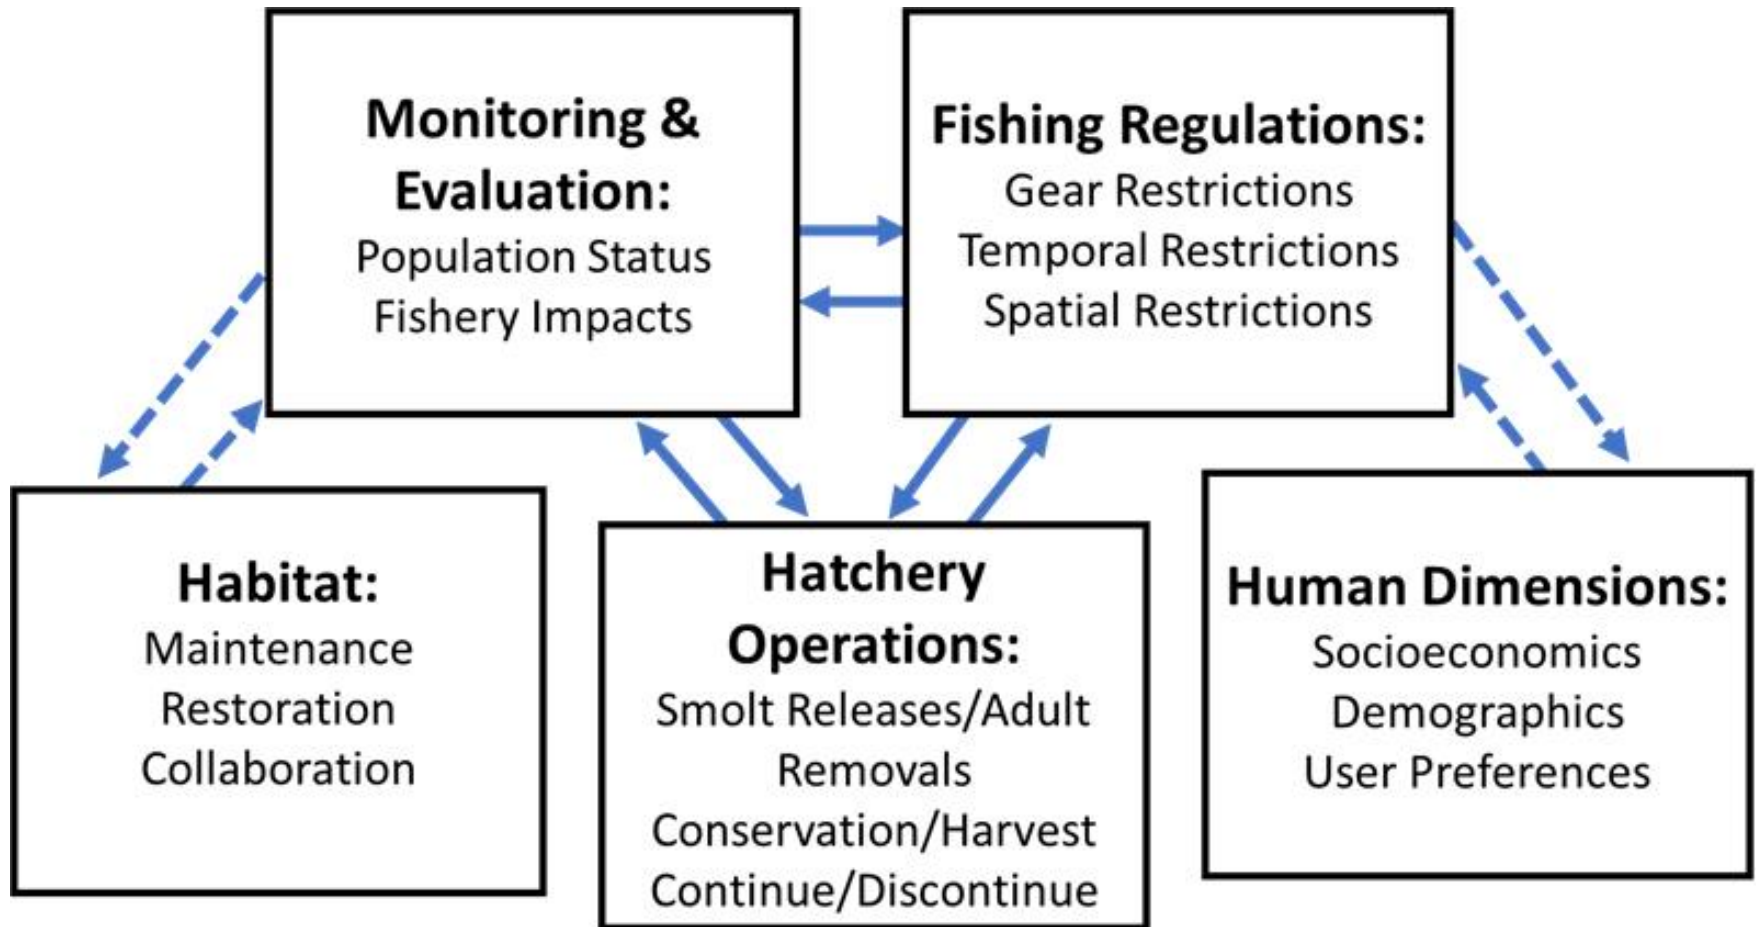 Monitoring &
Evaluation:
Population Status
Fishery Impacts
Fishing Regulations:
Gear Restrictions
Temporal Restrictions
Spatial Restrictions
Habitat:
Maintenance
Restoration
Collaboration
Hatchery
Operations:
Smolt Releases/Adult
Removals
Conservation/Harvest
Continue/Discontinue
Human Dimensions:
Socioeconomics
Demographics
User Preferences